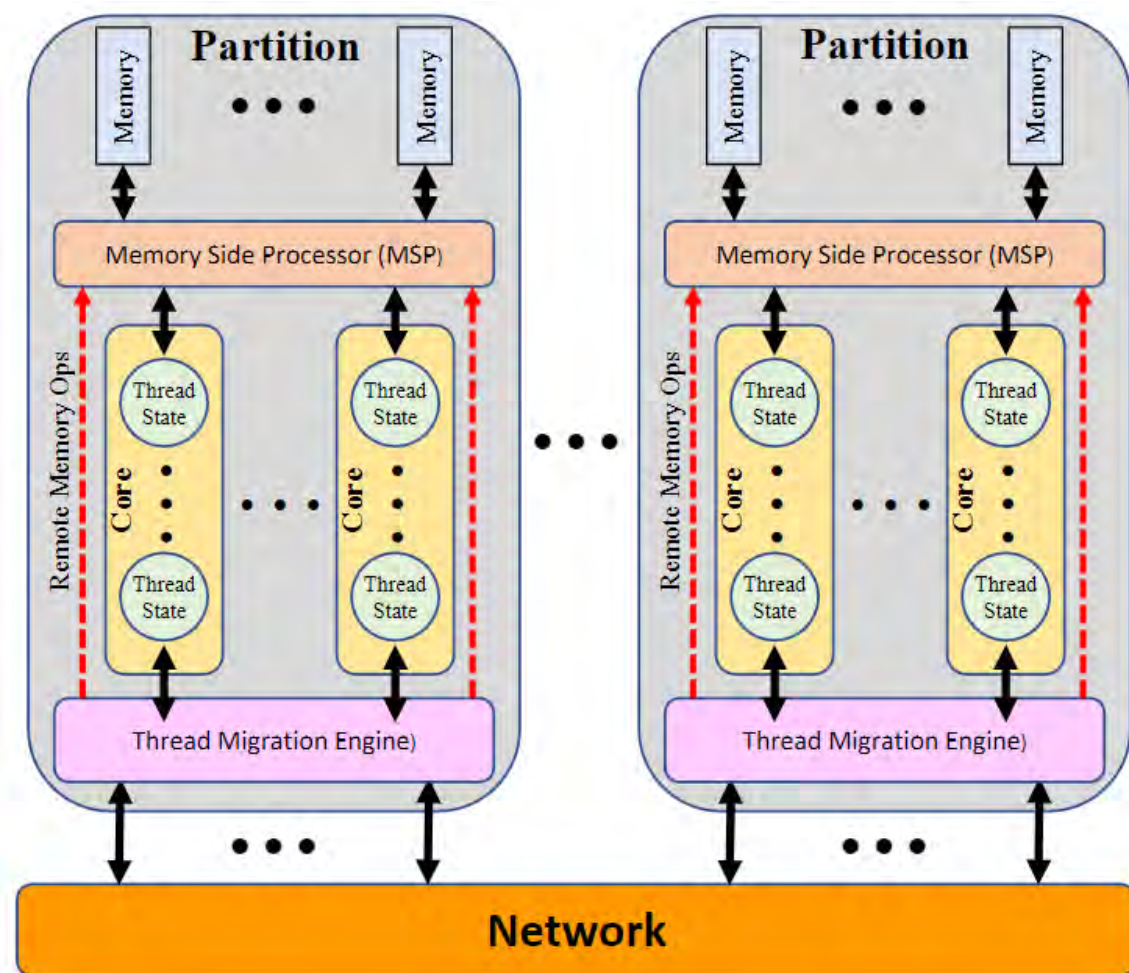 Partition
Memory
Memory
Memory Side Processor (MSP)
Remote Memory Ops
Core
Thread
State
Thread
State
Core
Thread
State
Thread
State
Thread Migration Engine)
Partition
Memory
Memory
Memory Side Processor (MSP)
Remote Memory Ops
Core
Thread
State
Thread
State
Core
Thread
State
Thread
State
Thread Migration Engine)
Network